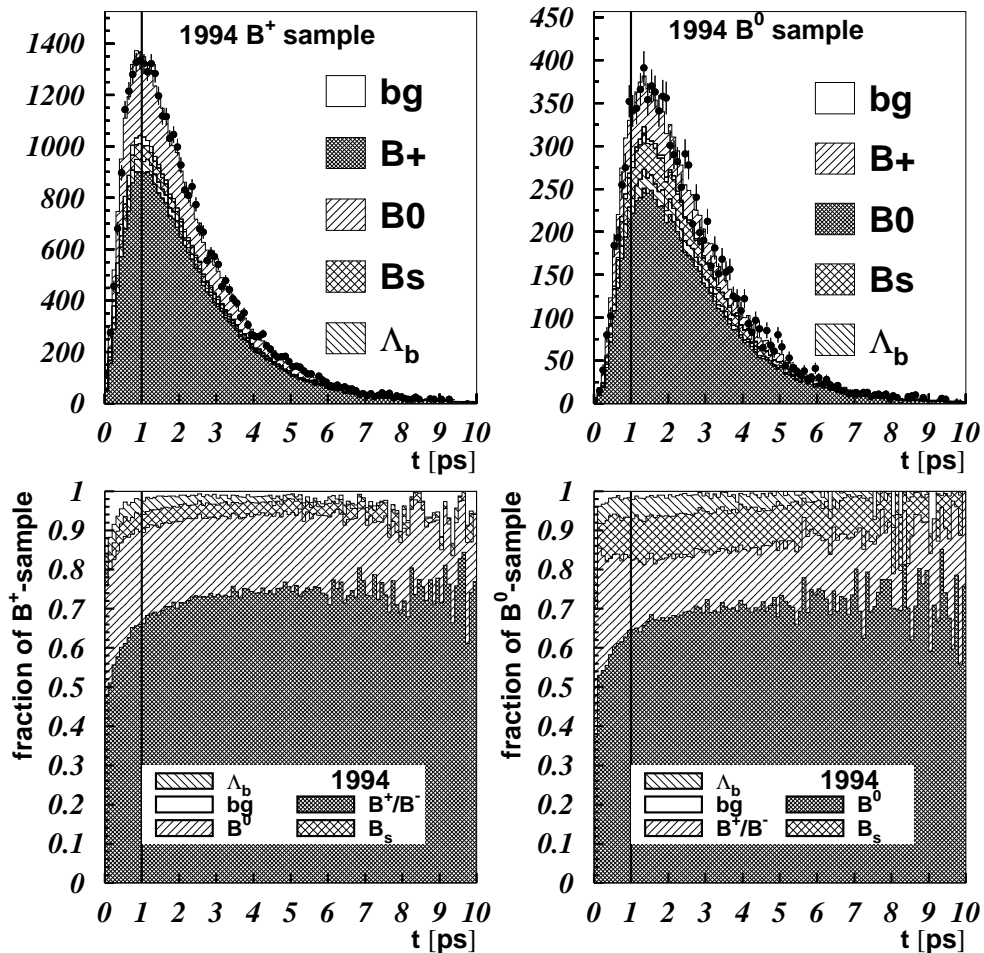 1994 B⁺ sample
1400
1200
1000
800
600
400
200
0
bg
B+
B0
Bs
Λb
0 1 2 3 4 5 6 7 8 9 10
t [ps]
1994 B⁰ sample
450
400
350
300
250
200
150
100
50
0
bg
B+
B0
Bs
Λb
0 1 2 3 4 5 6 7 8 9 10
t [ps]
fraction of B⁺-sample
1
0.9
0.8
0.7
0.6
0.5
0.4
0.3
0.2
0.1
0
Λb 1994
bg B⁺/B⁻
B⁰ Bs
0 1 2 3 4 5 6 7 8 9 10
t [ps]
fraction of B⁰-sample
1
0.9
0.8
0.7
0.6
0.5
0.4
0.3
0.2
0.1
0
Λb 1994
bg B⁰
B⁺/B⁻ Bs
0 1 2 3 4 5 6 7 8 9 10
t [ps]